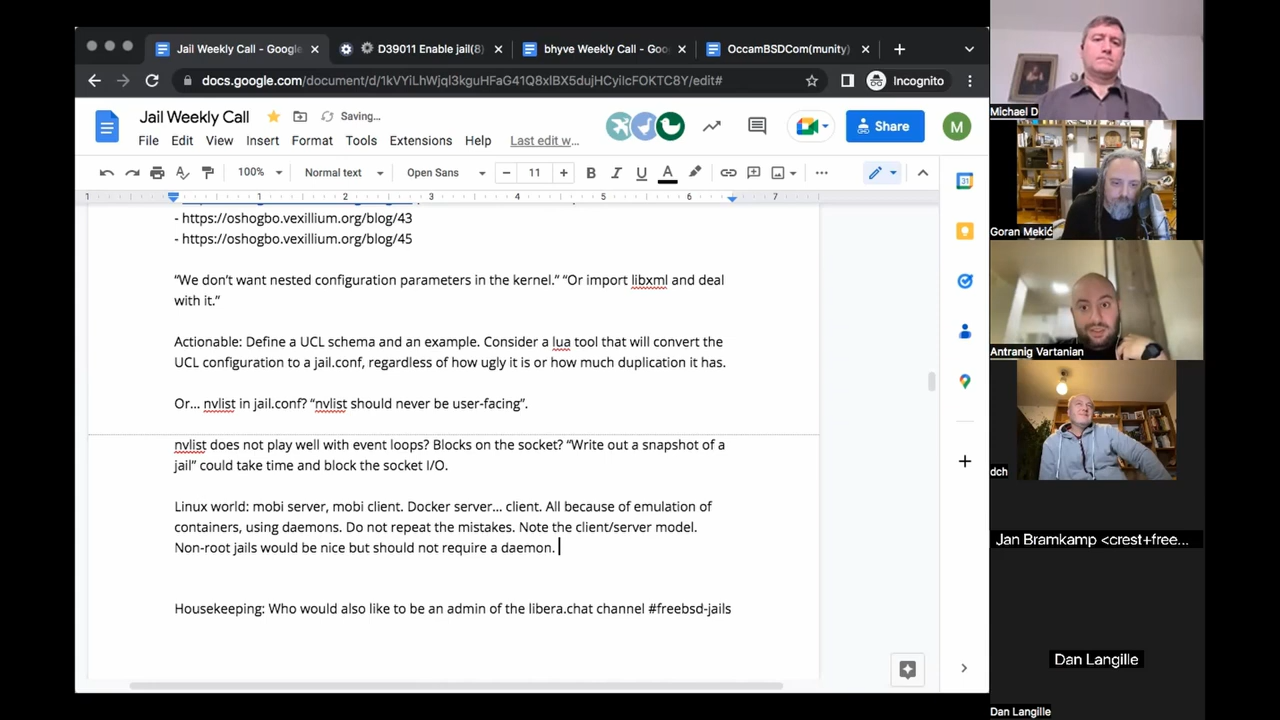 Jail Weekly Call - Google
D39011 Enable jail(8)
bhyve Weekly Call - Goo
OccamBSDCom(munity)
docs.google.com/document/d/1kVYiLhWjqI3kguHFaG41Q8xIBX5dujHCyiIcFOKTC8Y/edit#
Incognito
Jail Weekly Call
Saving...
File Edit View Insert Format Tools Extensions Help Last edit w...
Share
M
100% Normal text Open Sans 11 B I U A
1 1 2 3 4 5 6 7
- https://oshogbo.vexillium.org/blog/43
- https://oshogbo.vexillium.org/blog/45
“We don’t want nested configuration parameters in the kernel.” “Or import libxml and deal
with it.”
Actionable: Define a UCL schema and an example. Consider a lua tool that will convert the
UCL configuration to a jail.conf, regardless of how ugly it is or how much duplication it has.
Or... nvlist in jail.conf? “nvlist should never be user-facing”.
nvlist does not play well with event loops? Blocks on the socket? “Write out a snapshot of a
jail” could take time and block the socket I/O.
Linux world: mobi server, mobi client. Docker server... client. All because of emulation of
containers, using daemons. Do not repeat the mistakes. Note the client/server model.
Non-root jails would be nice but should not require a daemon.
Housekeeping: Who would also like to be an admin of the libera.chat channel #freebsd-jails
31
Michael D
Goran Mekić
Antranig Vartanian
dch
Jan Bramkamp <crest+free...
Dan Langille
Dan Langille